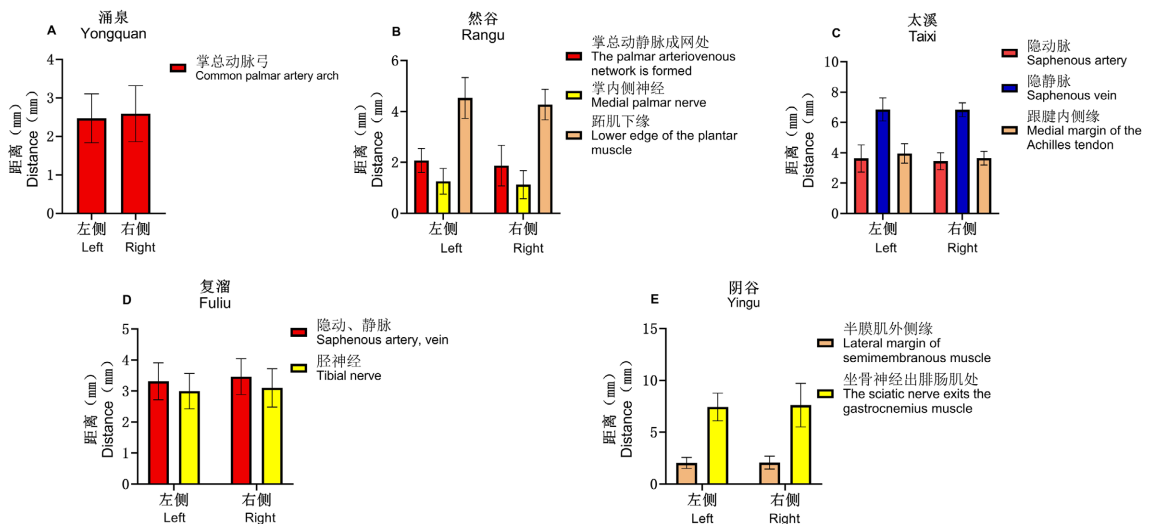 A
涌泉
Yongquan
掌总动脉弓
Common palmar artery arch
距离（mm）
Distance（mm）
4
3
2
1
0
左侧
右侧
Left
Right
B
然谷
Rangu
掌总动静脉成网处
The palmar arteriovenous
network is formed
掌内侧神经
Medial palmar nerve
跖肌下缘
Lower edge of the plantar
muscle
距离（mm）
Distance（mm）
6
4
2
0
左侧
右侧
Left
Right
C
太溪
Taixi
隐动脉
Saphenous artery
隐静脉
Saphenous vein
跟腱内侧缘
Medial margin of the
Achilles tendon
距离（mm）
Distance（mm）
10
8
6
4
2
0
左侧
右侧
Left
Right
D
复溜
Fuliu
隐动、静脉
Saphenous artery, vein
胫神经
Tibial nerve
距离（mm）
Distance（mm）
5
4
3
2
1
0
左侧
右侧
Left
Right
E
阴谷
Yingu
半膜肌外侧缘
Lateral margin of
semimembranous muscle
坐骨神经出腓肠肌处
The sciatic nerve exits the
gastrocnemius muscle
距离（mm）
Distance（mm）
15
10
5
0
左侧
右侧
Left
Right